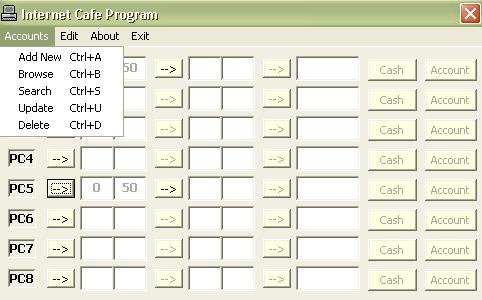 Internet Cafe Program
Accounts Edit About Exit
Add New Ctrl+A
Browse Ctrl+B
Search Ctrl+S
Update Ctrl+U
Delete Ctrl+D
50 --> --> Cash Account
--> --> Cash Account
--> --> Cash Account
PC4 --> --> --> Cash Account
PC5 --> 0 50 --> --> Cash Account
PC6 --> --> --> Cash Account
PC7 --> --> --> Cash Account
PC8 --> --> --> Cash Account